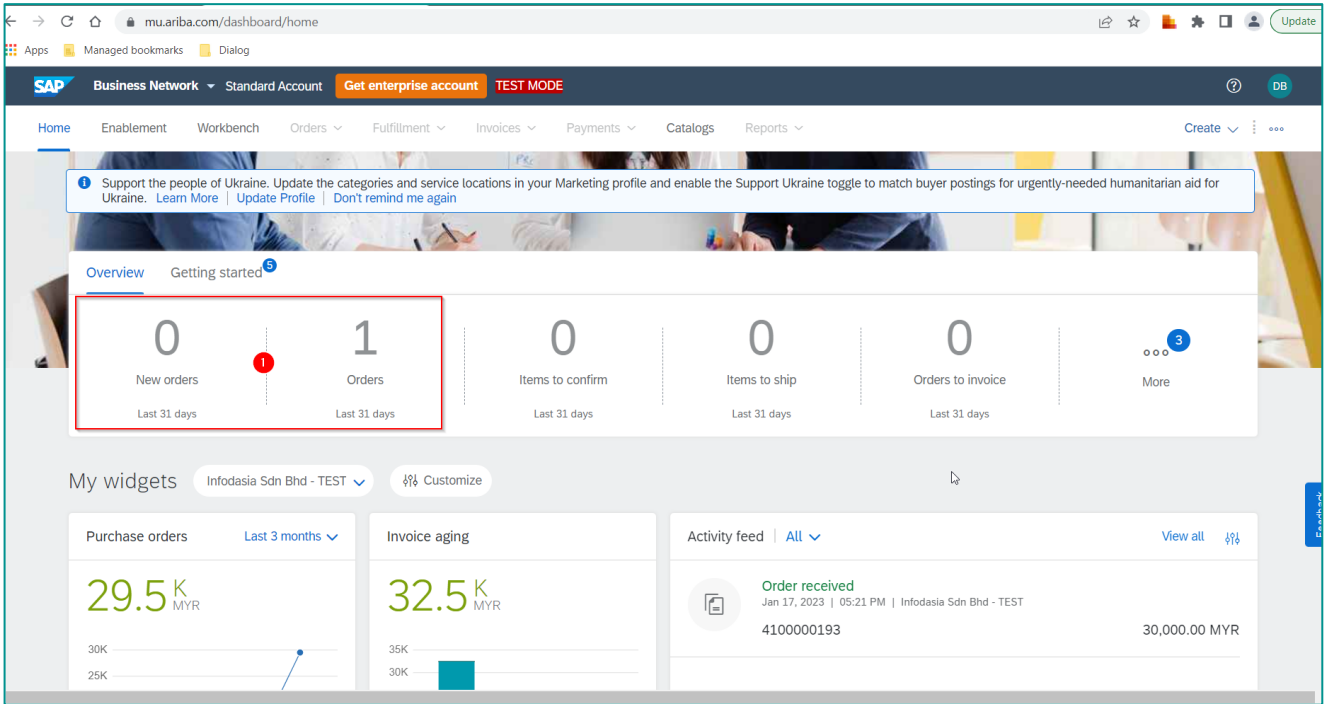 mu.ariba.com/dashboard/home
Update
Apps Managed bookmarks Dialog
SAP Business Network Standard Account Get enterprise account TEST MODE
DB
Home Enablement Workbench Orders Fulfillment Invoices Payments Catalogs Reports Create
Support the people of Ukraine. Update the categories and service locations in your Marketing profile and enable the Support Ukraine toggle to match buyer postings for urgently-needed humanitarian aid for
Ukraine. Learn More | Update Profile | Don't remind me again
Overview Getting started 5
0 1 0 0 0 3
1
New orders Orders Items to confirm Items to ship Orders to invoice More
Last 31 days Last 31 days Last 31 days Last 31 days Last 31 days
My widgets Infodasia Sdn Bhd - TEST Customize
Purchase orders Last 3 months Invoice aging Activity feed | All View all
29.5 K MYR 32.5 K MYR
Order received
Jan 17, 2023 | 05:21 PM | Infodasia Sdn Bhd - TEST
4100000193 30,000.00 MYR
30K 35K
25K 30K